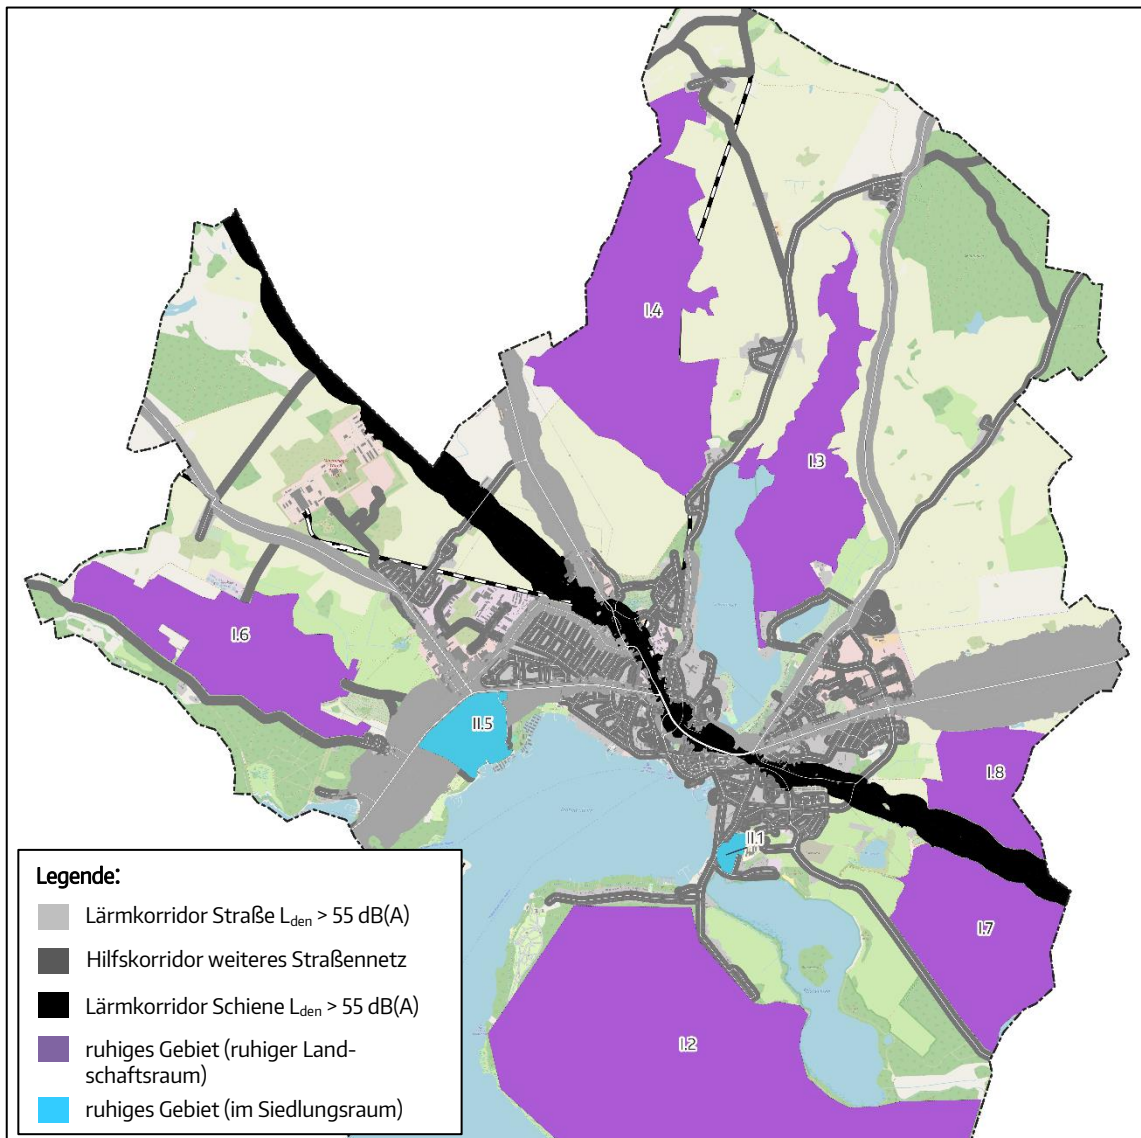 I.4
I.3
I.6
II.5
I.8
II.1
I.7
I.2
Legende:
Lärmkorridor Straße Lden > 55 dB(A)
Hilfskorridor weiteres Straßennetz
Lärmkorridor Schiene Lden > 55 dB(A)
ruhiges Gebiet (ruhiger Land-
schaftsraum)
ruhiges Gebiet (im Siedlungsraum)